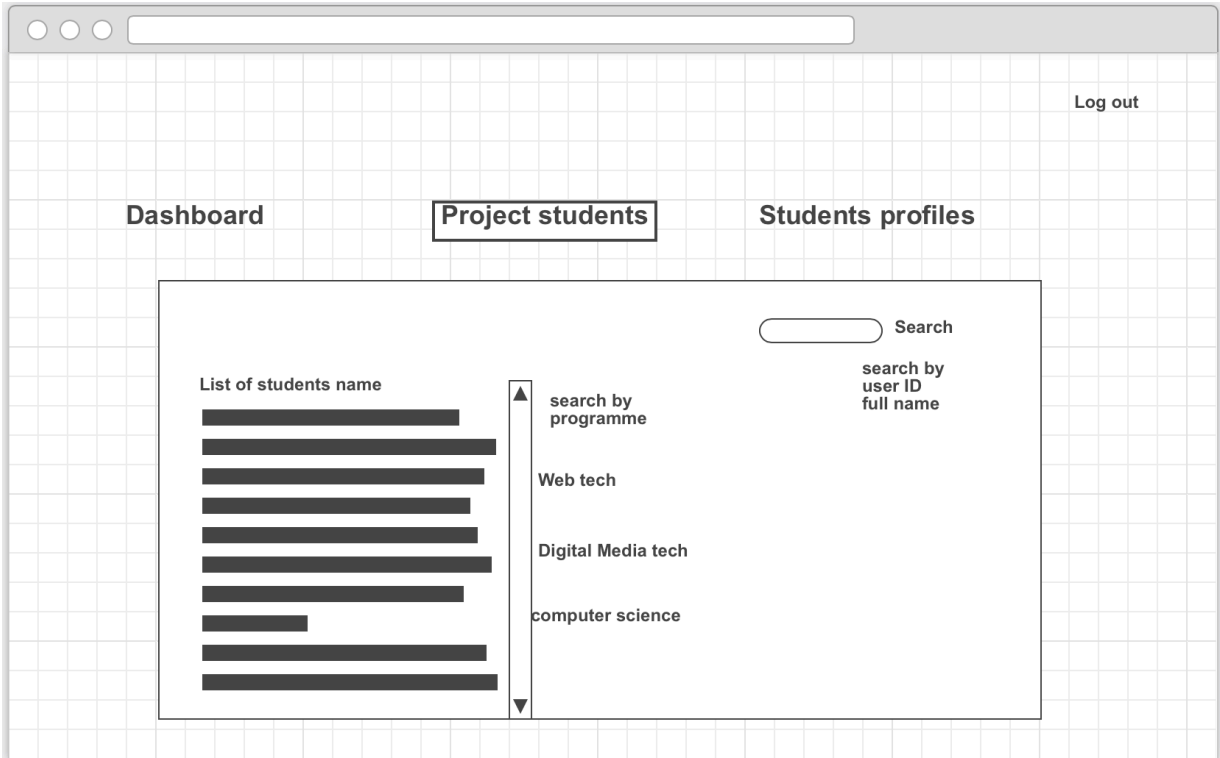 Log out
Dashboard
Project students
Students profiles
Search
search by
user ID
full name
List of students name
search by
programme
Web tech
Digital Media tech
computer science